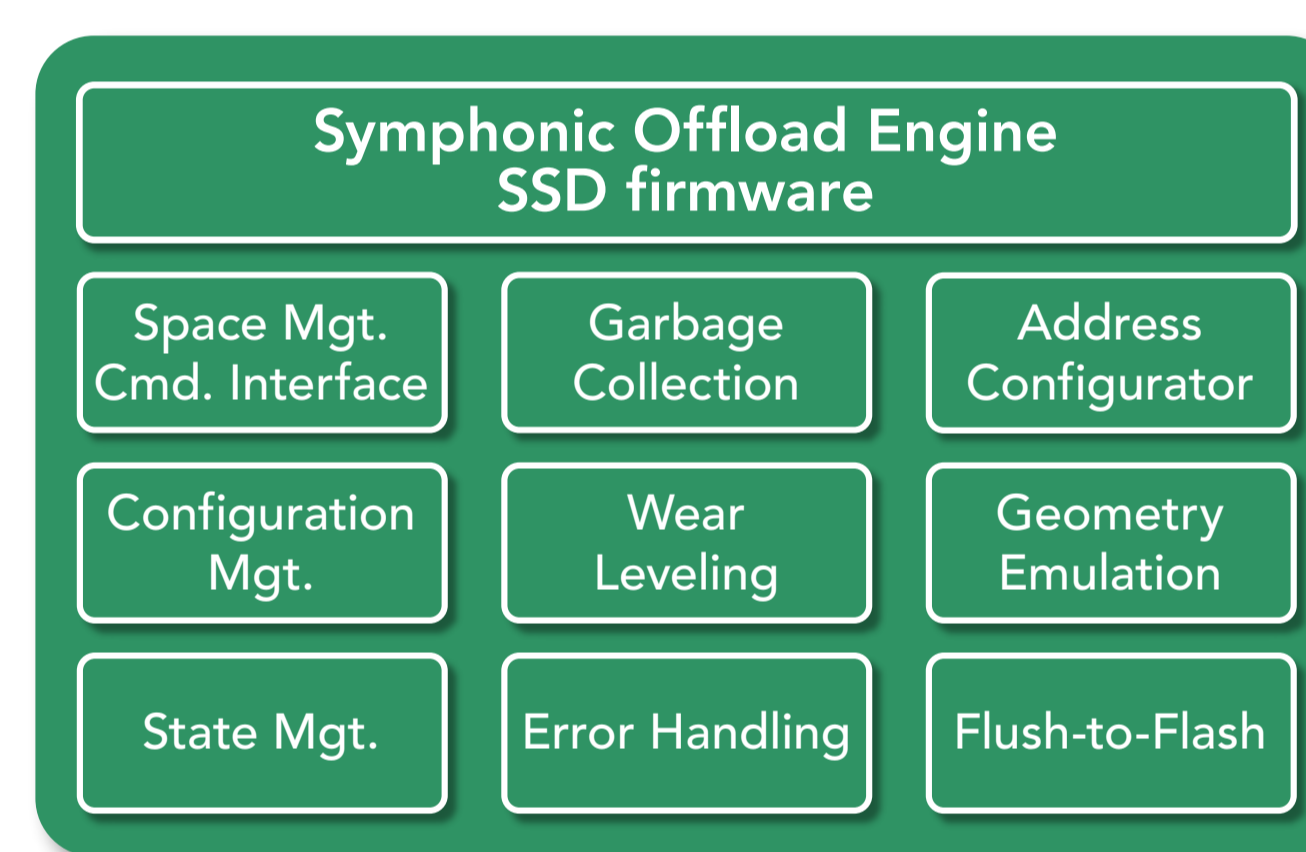 Symphonic Offload Engine
SSD firmware
Space Mgt.
Cmd. Interface
Garbage
Collection
Address
Configurator
Configuration
Mgt.
Wear
Leveling
Geometry
Emulation
State Mgt.
Error Handling
Flush-to-Flash